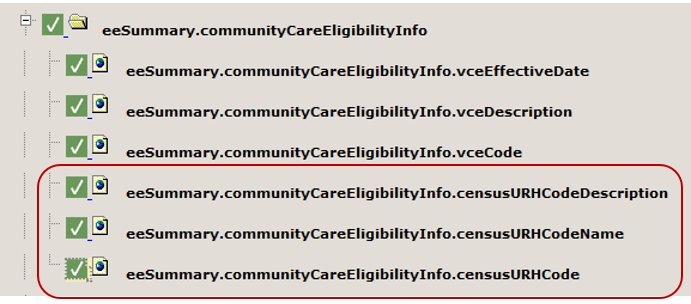 eeSummary.communityCareEligibilityInfo
eeSummary.communityCareEligibilityInfo.vceEffectiveDate
eeSummary.communityCareEligibilityInfo.vceDescription
eeSummary.communityCareEligibilityInfo.vceCode
eeSummary.communityCareEligibilityInfo.censusURHCodeDescription
eeSummary.communityCareEligibilityInfo.censusURHCodeName
eeSummary.communityCareEligibilityInfo.censusURHCode